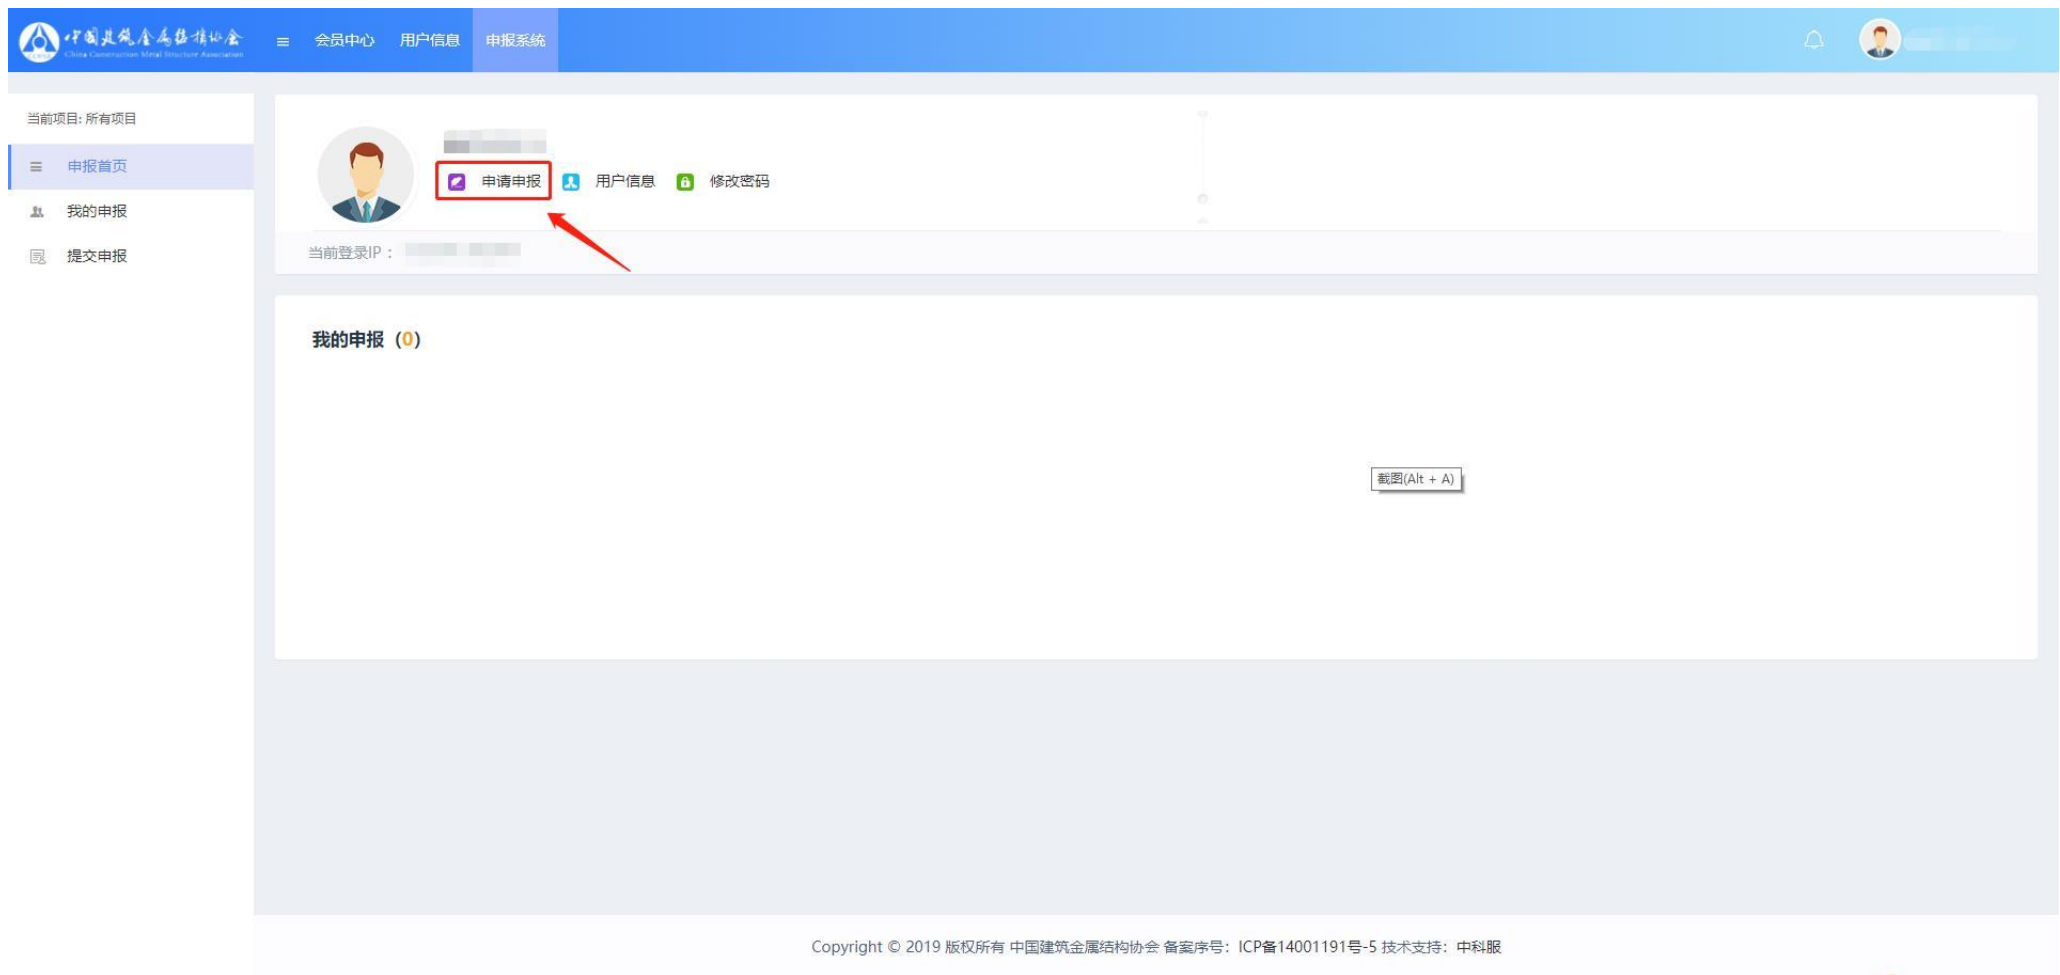 中国建筑金属结构协会
China Construction Metal Structure Association
会员中心 用户信息 申报系统
当前项目: 所有项目
申报首页
我的申报
提交申报
申请申报 用户信息 修改密码
当前登录IP：
我的申报（0）
截图(Alt + A)
Copyright © 2019 版权所有 中国建筑金属结构协会 备案序号：ICP备14001191号-5 技术支持：中科服